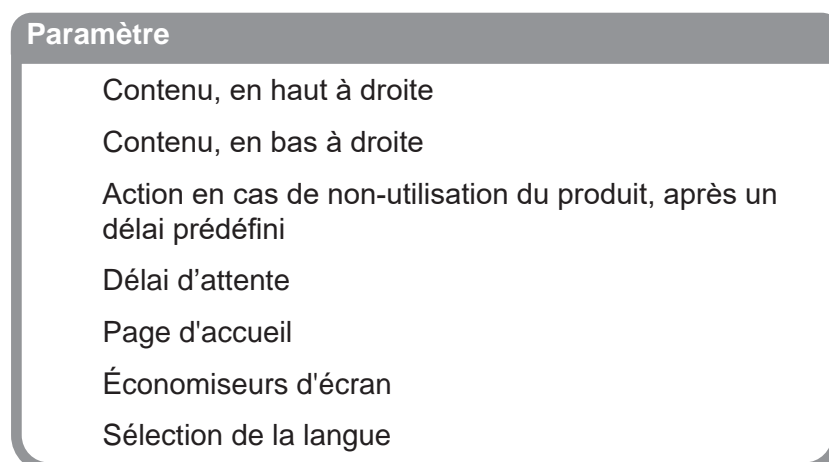 Paramètre
Contenu, en haut à droite
Contenu, en bas à droite
Action en cas de non-utilisation du produit, après un
délai prédéfini
Délai d’attente
Page d'accueil
Économiseurs d'écran
Sélection de la langue